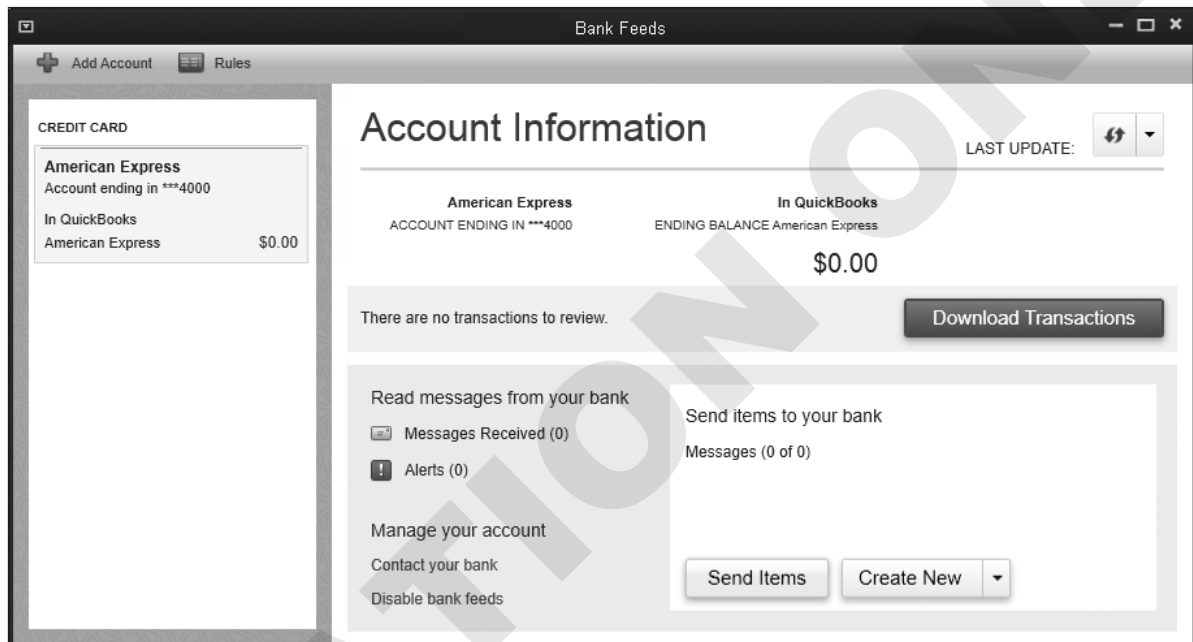 Bank Feeds
Add Account Rules
CREDIT CARD
American Express
Account ending in ***4000
In QuickBooks
American Express $0.00
Account Information
LAST UPDATE:
American Express In QuickBooks
ACCOUNT ENDING IN ***4000 ENDING BALANCE American Express
$0.00
There are no transactions to review.
Download Transactions
Read messages from your bank
Messages Received (0)
Alerts (0)
Manage your account
Contact your bank
Disable bank feeds
Send items to your bank
Messages (0 of 0)
Send Items Create New